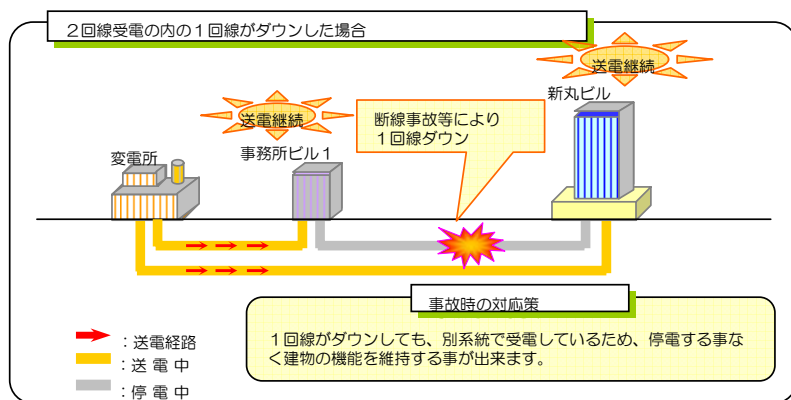 ２回線受電の内の１回線がダウンした場合
送電継続
新丸ビル
送電継続
事務所ビル１
断線事故等により
１回線ダウン
変電所
事故時の対応策
１回線がダウンしても、別系統で受電しているため、停電する事な
く建物の機能を維持する事が出来ます。
：送電経路
：送 電 中
：停 電 中